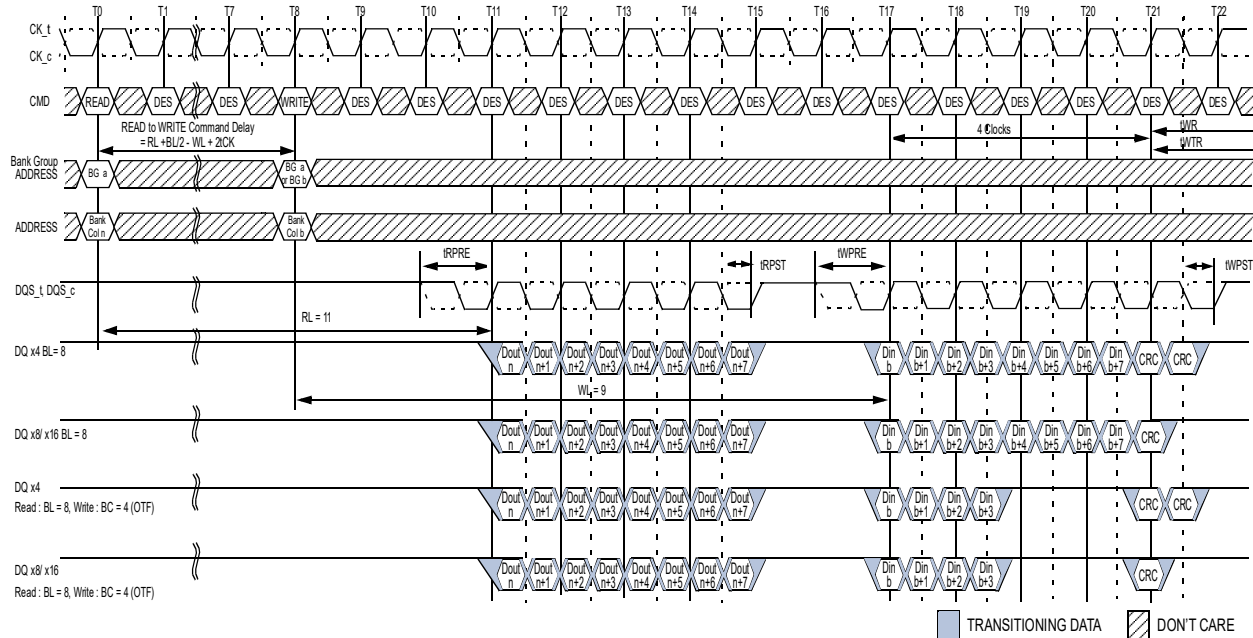 T0 T1 T7 T8 T9 T10 T11 T12 T13 T14 T15 T16 T17 T18 T19 T20 T21 T22
CK_t
CK_c
CMD READ DES DES WRITE DES DES DES DES DES DES DES DES DES DES DES DES DES DES
READ to WRITE Command Delay
= RL +BL/2 - WL + 2tCK
4 Clocks
tWR
tWTR
Bank Group
ADDRESS
BG a
BG a
or BG b
ADDRESS
Bank
Col n
Bank
Col b
tRPRE tRPST tWPRE tWPST
DQS_t, DQS_c
RL = 11
DQ x4 BL= 8
Dout n Dout n+1 Dout n+2 Dout n+3 Dout n+4 Dout n+5 Dout n+6 Dout n+7 Din b Din b+1 Din b+2 Din b+3 Din b+4 Din b+5 Din b+6 Din b+7 CRC CRC
WL = 9
DQ x8/ x16 BL = 8
Dout n Dout n+1 Dout n+2 Dout n+3 Dout n+4 Dout n+5 Dout n+6 Dout n+7 Din b Din b+1 Din b+2 Din b+3 Din b+4 Din b+5 Din b+6 Din b+7 CRC
DQ x4
Read : BL = 8, Write : BC = 4 (OTF)
Dout n Dout n+1 Dout n+2 Dout n+3 Dout n+4 Dout n+5 Dout n+6 Dout n+7 Din b Din b+1 Din b+2 Din b+3 CRC CRC
DQ x8/ x16
Read : BL = 8, Write : BC = 4 (OTF)
Dout n Dout n+1 Dout n+2 Dout n+3 Dout n+4 Dout n+5 Dout n+6 Dout n+7 Din b Din b+1 Din b+2 Din b+3 CRC
TRANSITIONING DATA DON'T CARE